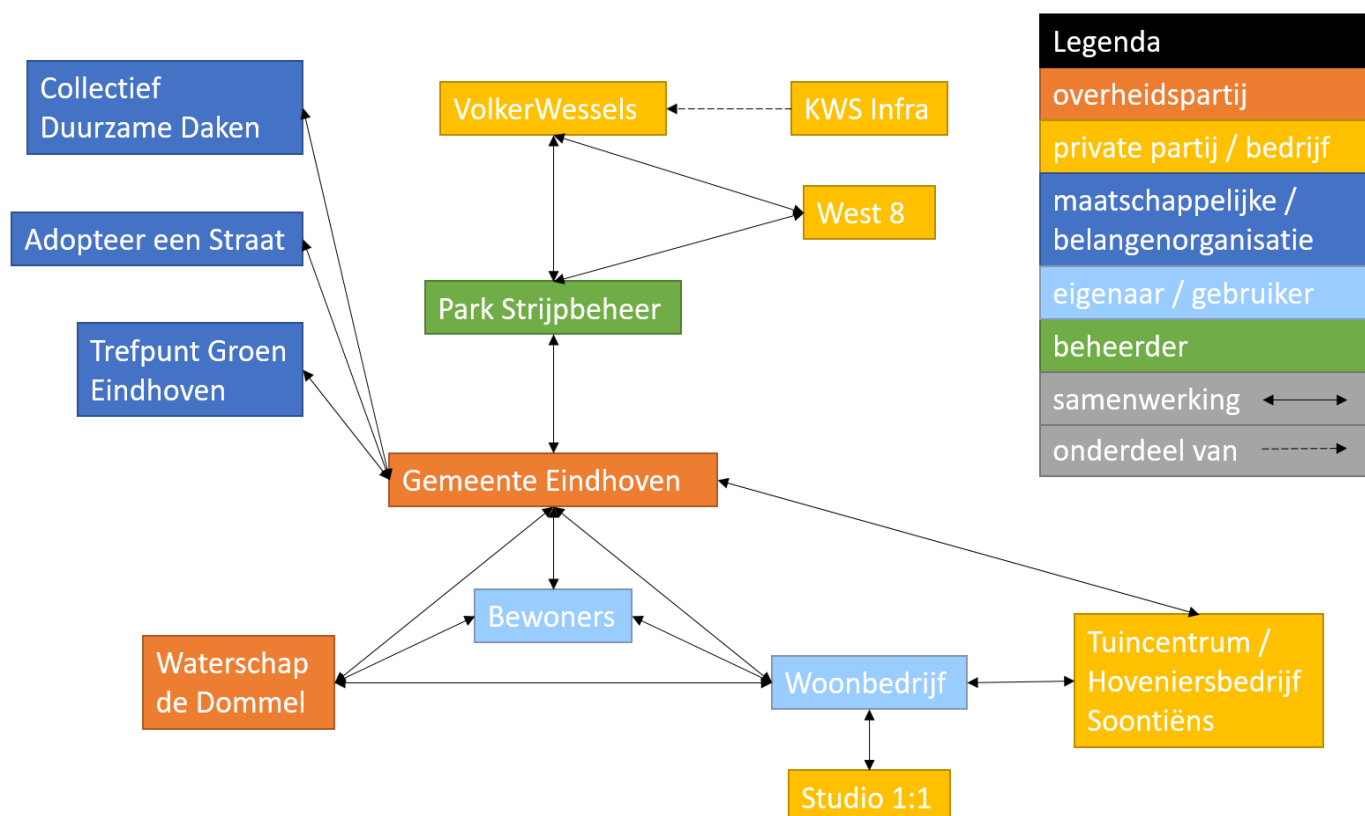 Collectief
Duurzame Daken
Adopteer een Straat
Trefpunt Groen
Eindhoven
VolkerWessels
KWS Infra
West 8
Park Strijpbeheer
Gemeente Eindhoven
Bewoners
Waterschap
de Dommel
Woonbedrijf
Tuincentrum /
Hoveniersbedrijf
Soontiëns
Studio 1:1
Legenda
overheidspartij
private partij / bedrijf
maatschappelijke /
belangenorganisatie
eigenaar / gebruiker
beheerder
samenwerking
onderdeel van